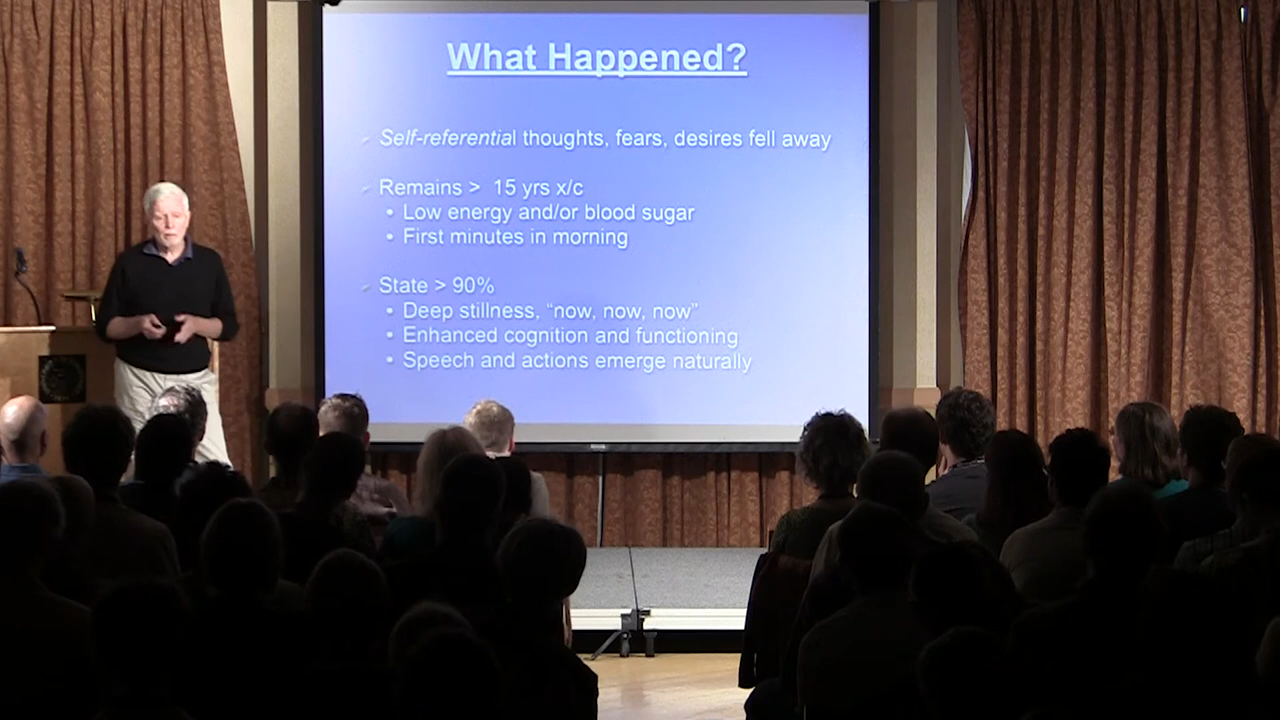 What Happened?
Self-referential thoughts, fears, desires fell away
Remains > 15 yrs x/c
• Low energy and/or blood sugar
• First minutes in morning
State > 90%
• Deep stillness, “now, now, now”
• Enhanced cognition and functioning
• Speech and actions emerge naturally